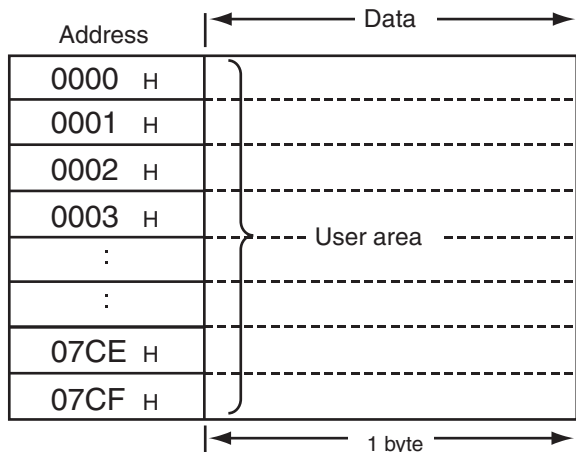 Address
Data
0000 H
0001 H
0002 H
0003 H
User area
:
:
07CE H
07CF H
1 byte